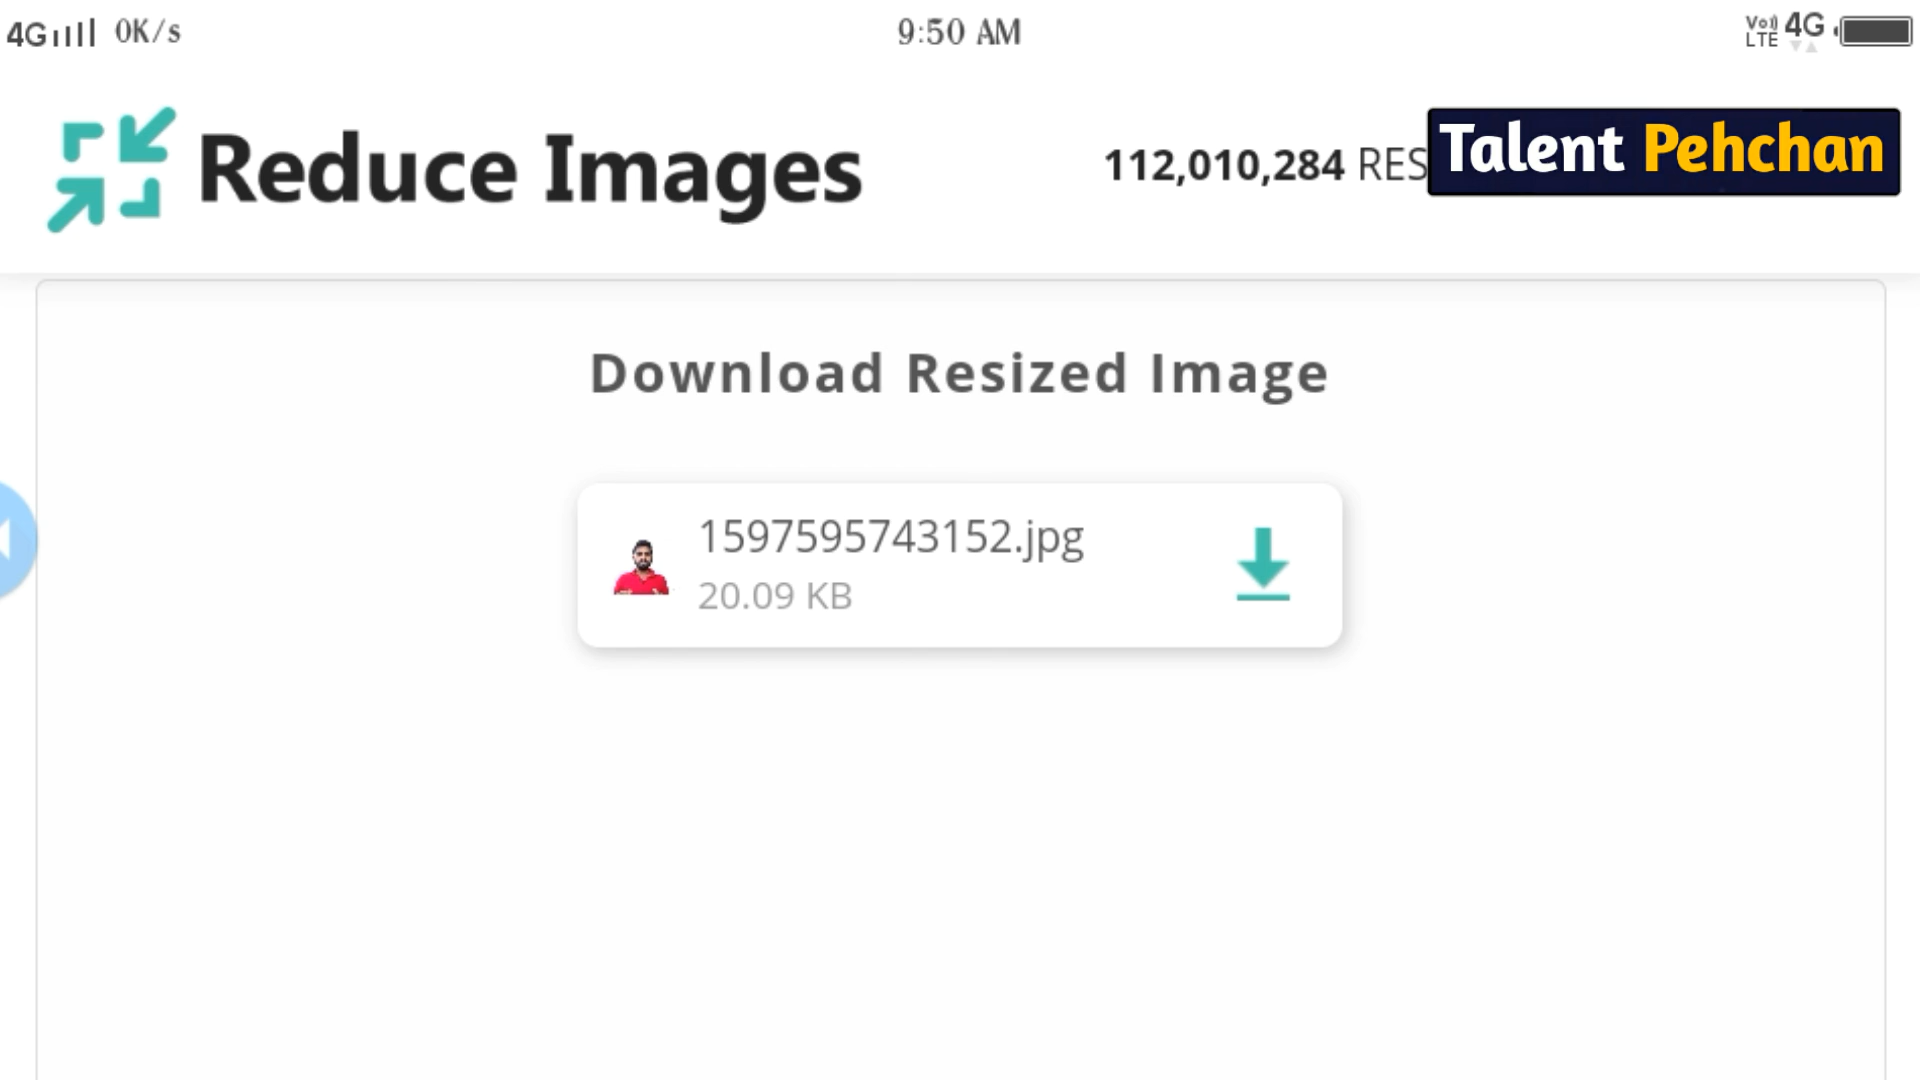 4G 0K/s 9:50 AM Vo) LTE 4G
Reduce Images 112,010,284 RES Talent Pehchan
Download Resized Image
1597595743152.jpg
20.09 KB